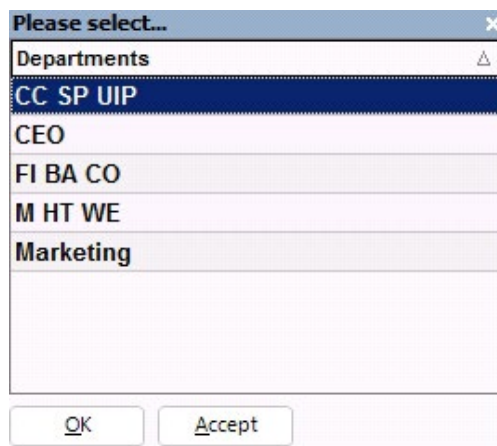 Please select...
Departments
CC SP UIP
CEO
FI BA CO
M HT WE
Marketing
OK
Accept